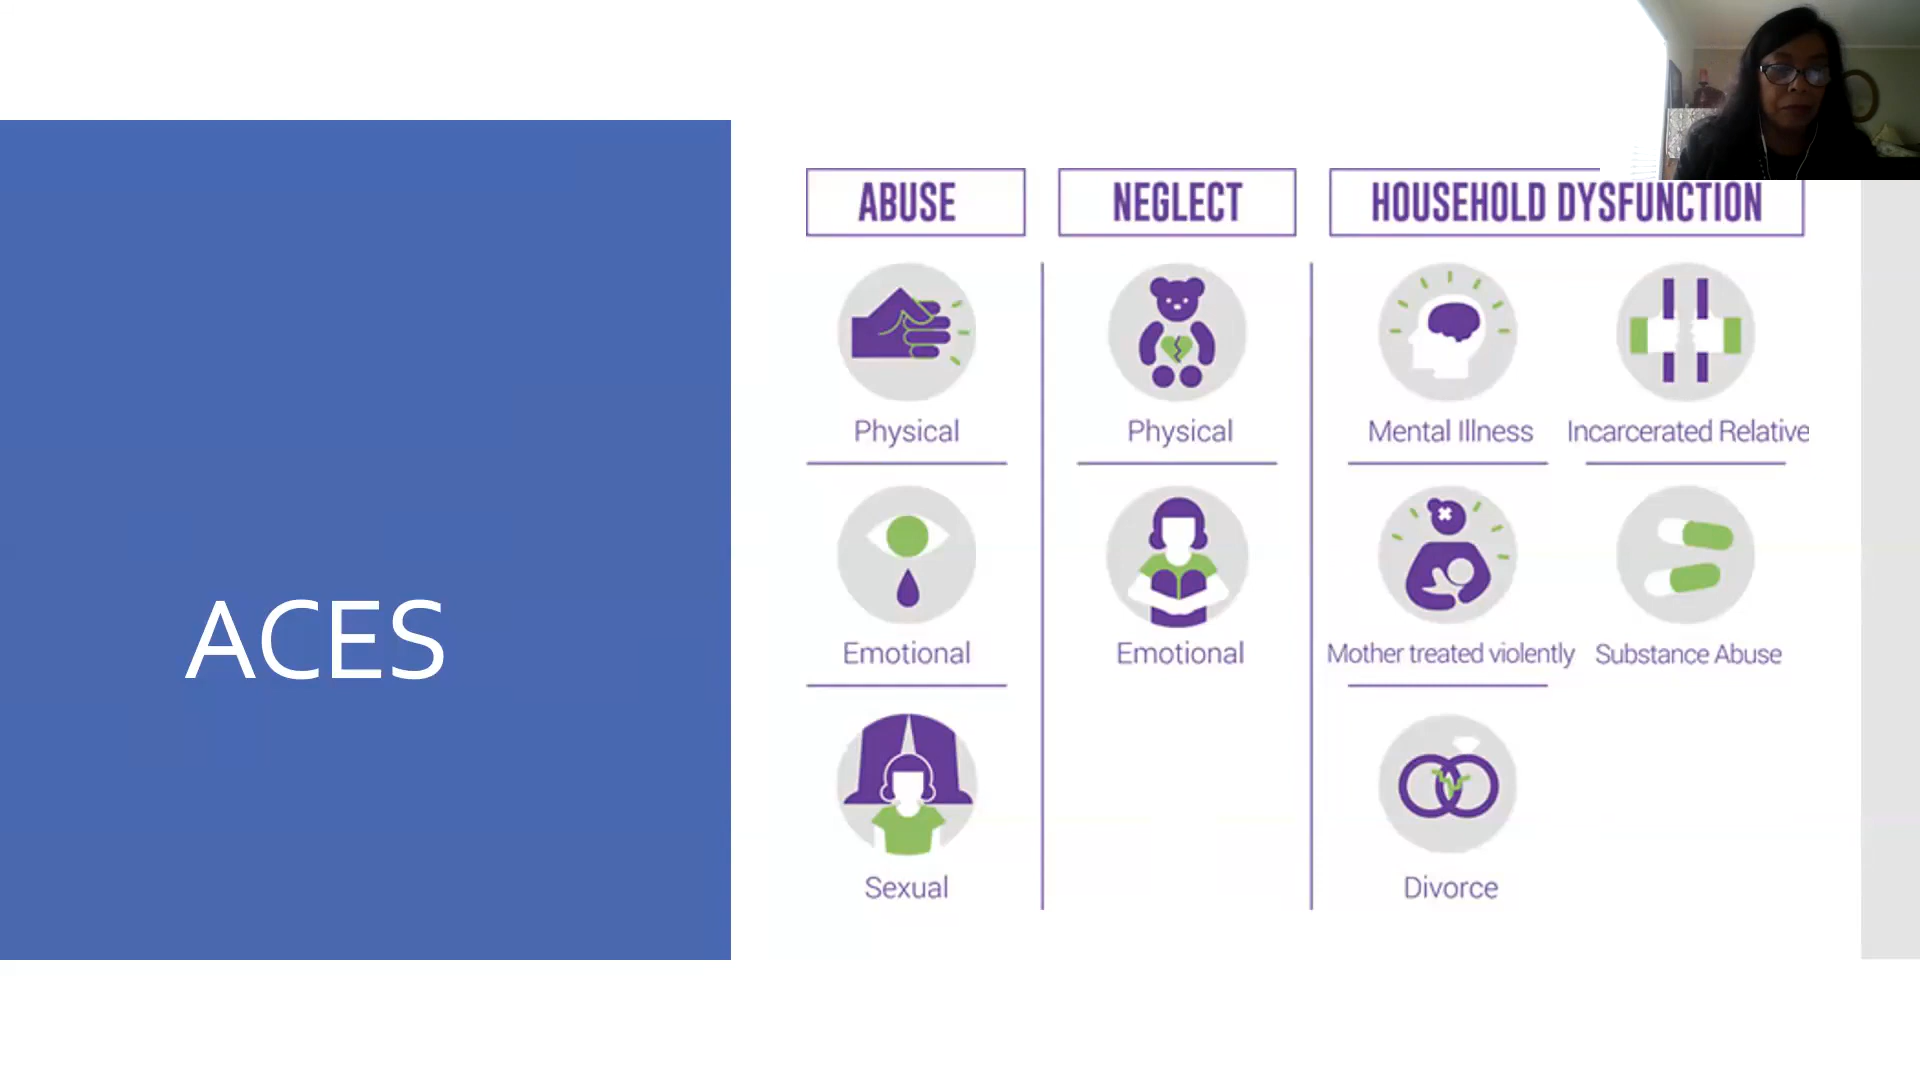 ACES
ABUSE
Physical
Emotional
Sexual
NEGLECT
Physical
Emotional
HOUSEHOLD DYSFUNCTION
Mental Illness
Incarcerated Relative
Mother treated violently
Substance Abuse
Divorce